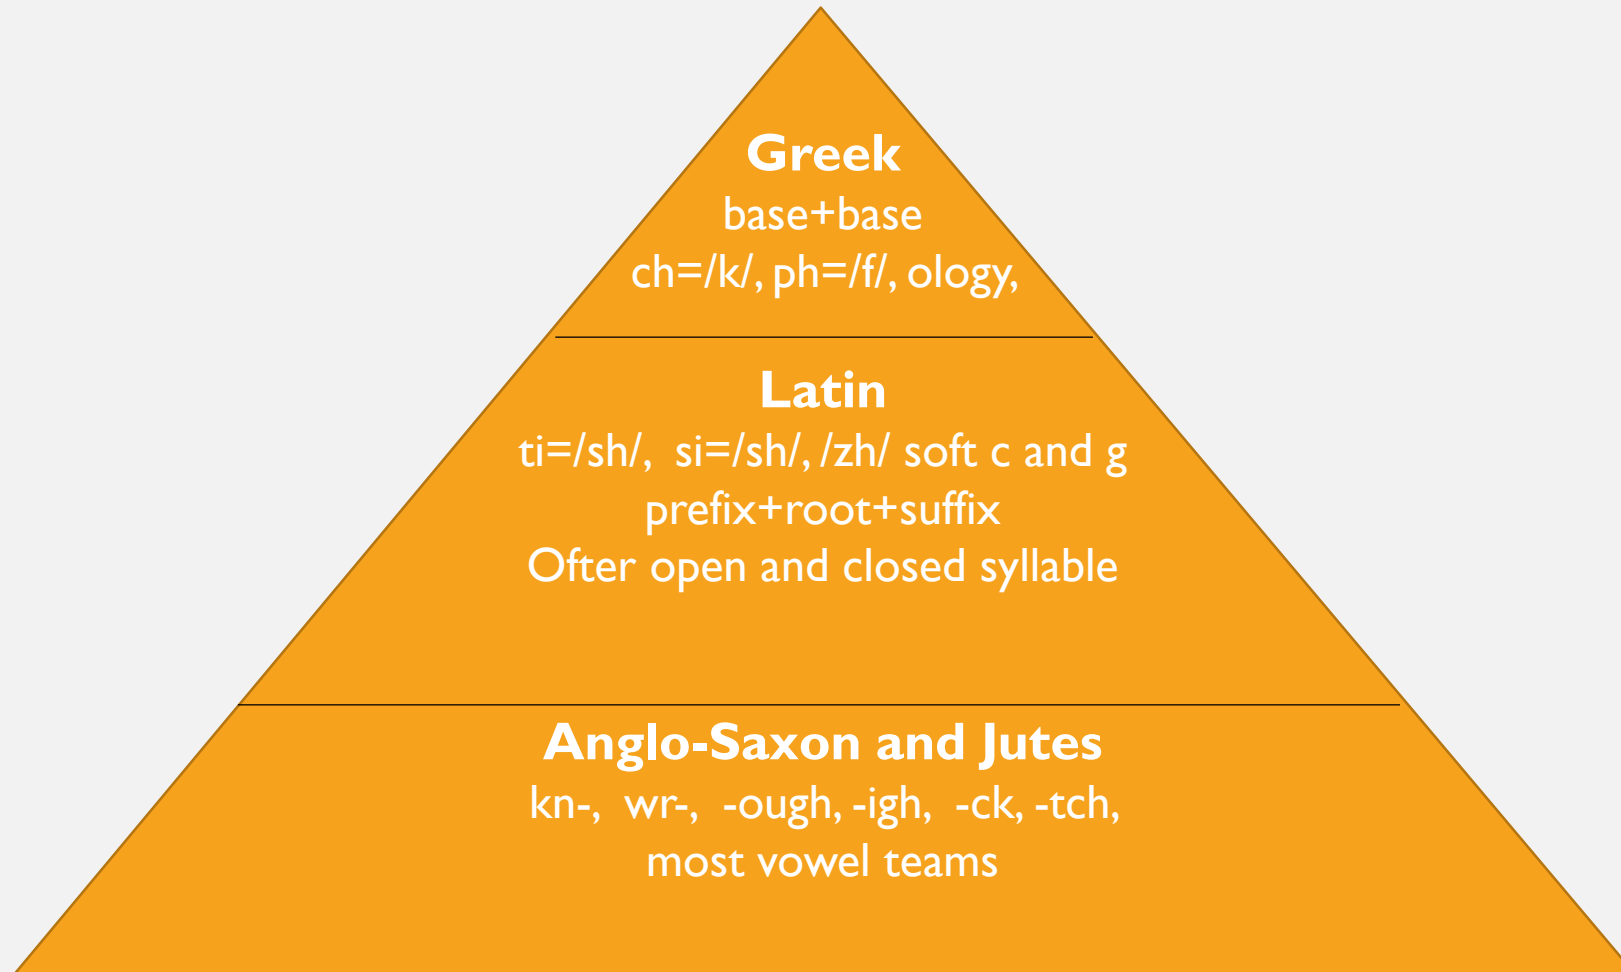 Greek
base+base
ch=/k/, ph=/f/, ology,
Latin
ti=/sh/, si=/sh/, /zh/ soft c and g
prefix+root+suffix
Ofter open and closed syllable
Anglo-Saxon and Jutes
kn-, wr-, -ough, -igh, -ck, -tch,
most vowel teams